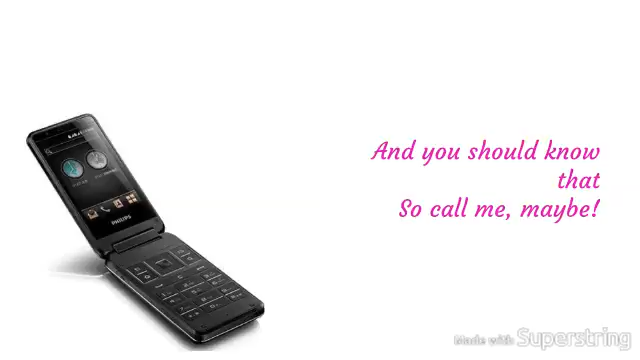 And you should know
that
So call me, maybe!
PHILIPS
Made with Superstring